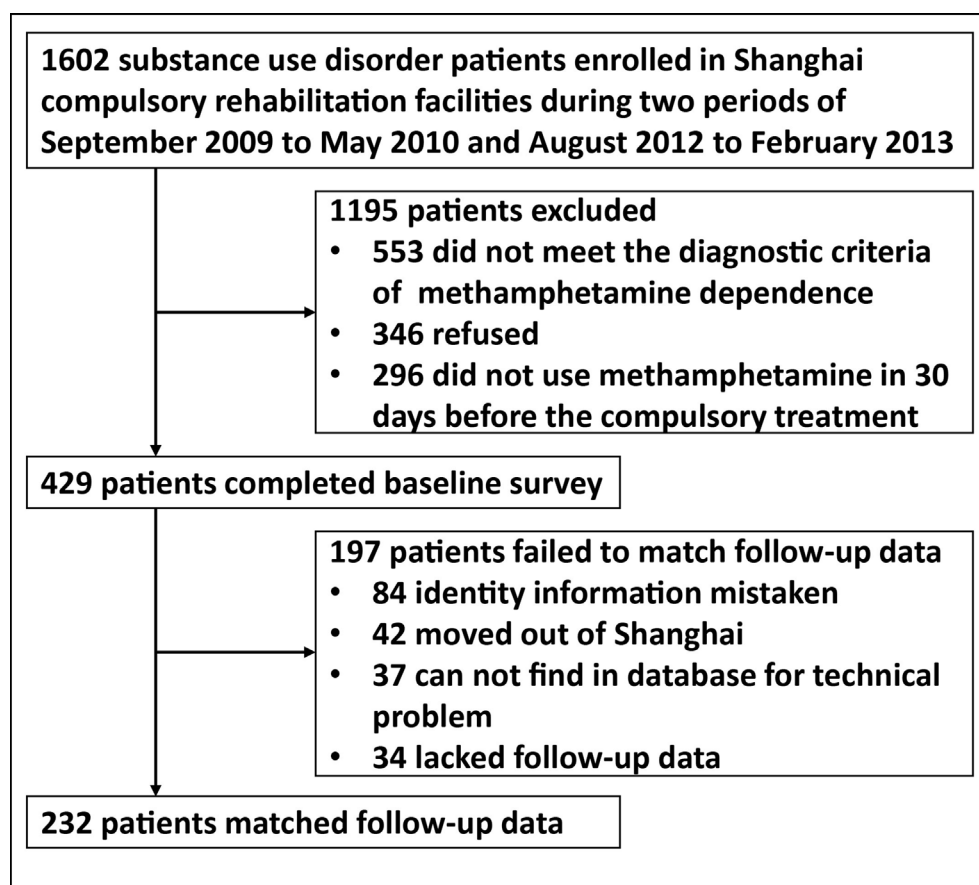 1602 substance use disorder patients enrolled in Shanghai
compulsory rehabilitation facilities during two periods of
September 2009 to May 2010 and August 2012 to February 2013
1195 patients excluded
• 553 did not meet the diagnostic criteria
of methamphetamine dependence
• 346 refused
• 296 did not use methamphetamine in 30
days before the compulsory treatment
429 patients completed baseline survey
197 patients failed to match follow-up data
• 84 identity information mistaken
• 42 moved out of Shanghai
• 37 can not find in database for technical
problem
• 34 lacked follow-up data
232 patients matched follow-up data